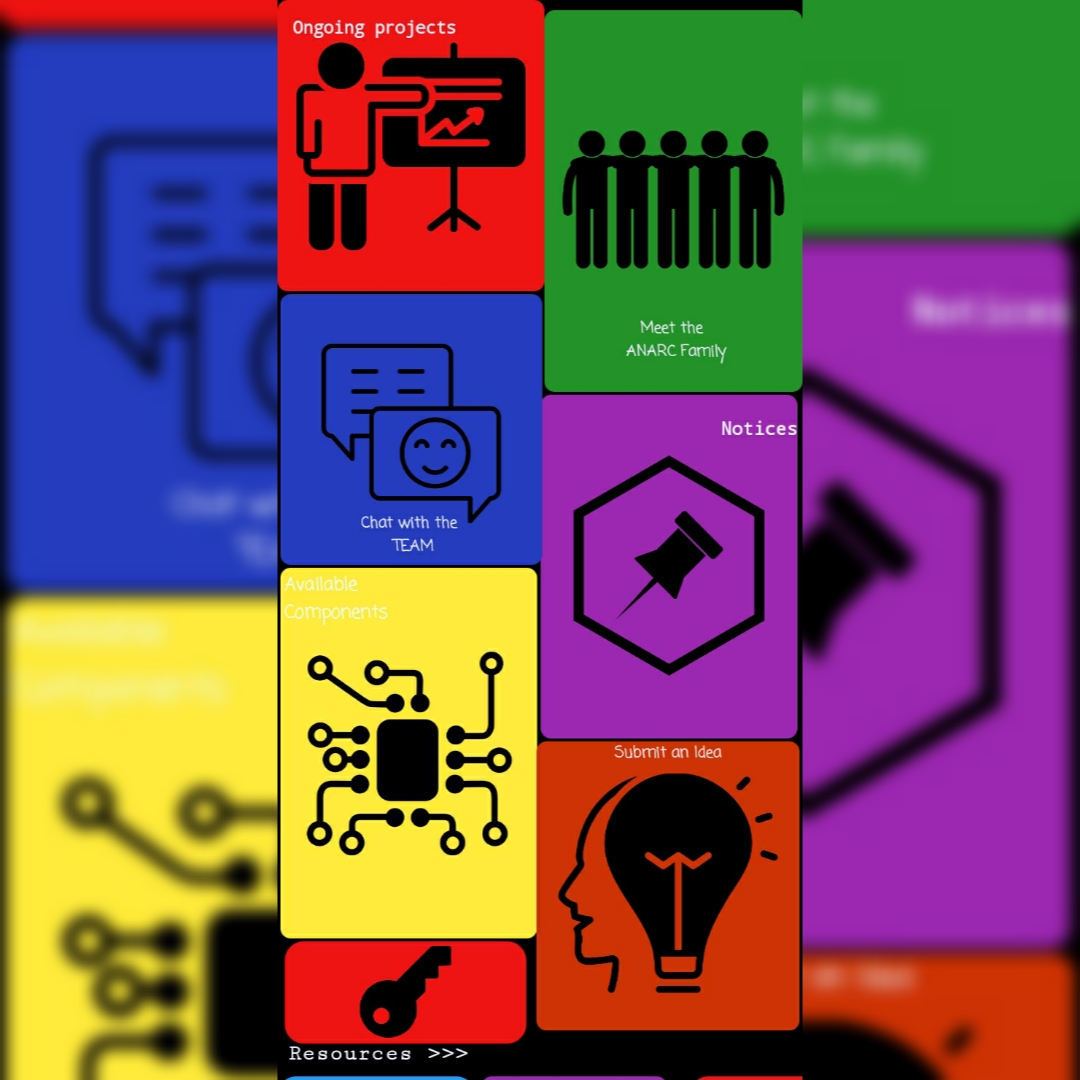 Ongoing projects
Meet the
ANARC Family
Chat with the
TEAM
Notices
Available
Components
Submit an Idea
Resources >>>